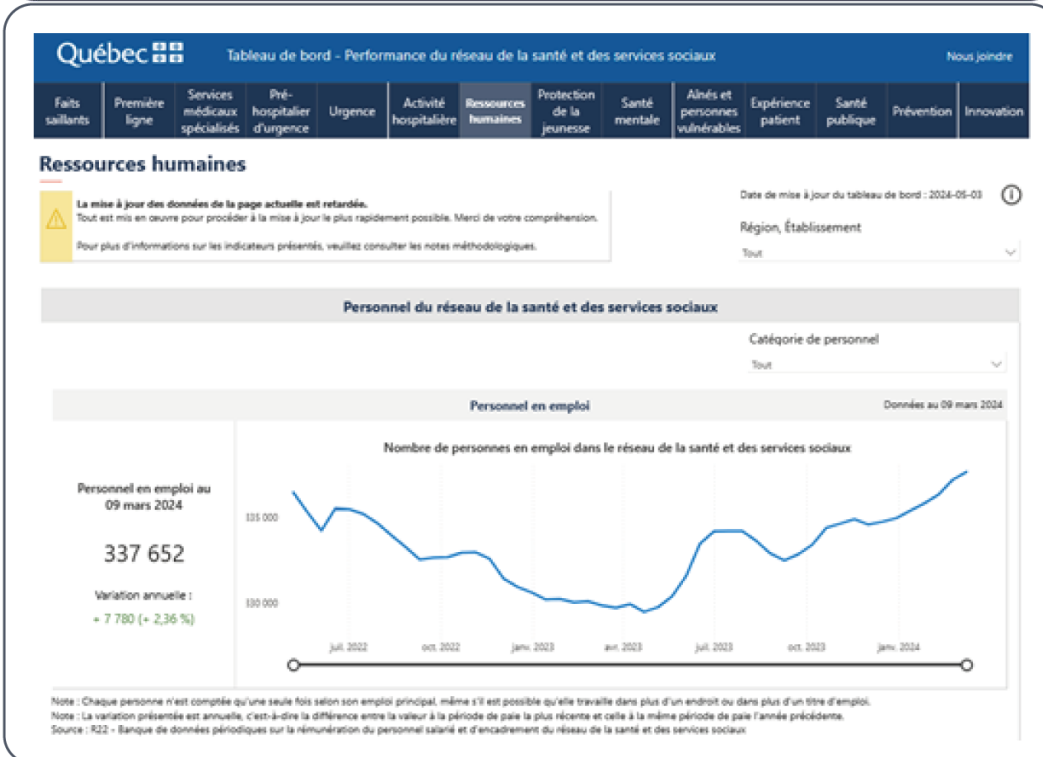 Québec
Tableau de bord - Performance du réseau de la santé et des services sociaux
Nous joindre
Faits saillants
Première ligne
Services médicaux spécialisés
Pré-hospitalier d'urgence
Urgence
Activité hospitalière
Ressources humaines
Protection de la jeunesse
Santé mentale
Aînés et personnes vulnérables
Expérience patient
Santé publique
Prévention
Innovation
Ressources humaines
La mise à jour des données de la page actuelle est retardée.
Tout est mis en œuvre pour procéder à la mise à jour le plus rapidement possible. Merci de votre compréhension.
Pour plus d'informations sur les indicateurs présentés, veuillez consulter les notes méthodologiques.
Date de mise à jour du tableau de bord : 2024-05-03
Région, Établissement
Tout
Personnel du réseau de la santé et des services sociaux
Catégorie de personnel
Tout
Personnel en emploi
Données au 09 mars 2024
Nombre de personnes en emploi dans le réseau de la santé et des services sociaux
Personnel en emploi au
09 mars 2024
337 652
Variation annuelle :
+ 7 780 (+ 2,36 %)
335 000
330 000
juil. 2022
oct. 2022
janv. 2023
avr. 2023
juil. 2023
oct. 2023
janv. 2024
Note : Chaque personne n'est comptée qu'une seule fois selon son emploi principal, même s'il est possible qu'elle travaille dans plus d'un endroit ou dans plus d'un titre d'emploi.
Note : La variation présentée est annuelle, c'est-à-dire la différence entre la valeur à la période de paie la plus récente et celle à la même période de paie l'année précédente.
Source : R22 - Banque de données périodiques sur la rémunération du personnel salarié et d'encadrement du réseau de la santé et des services sociaux